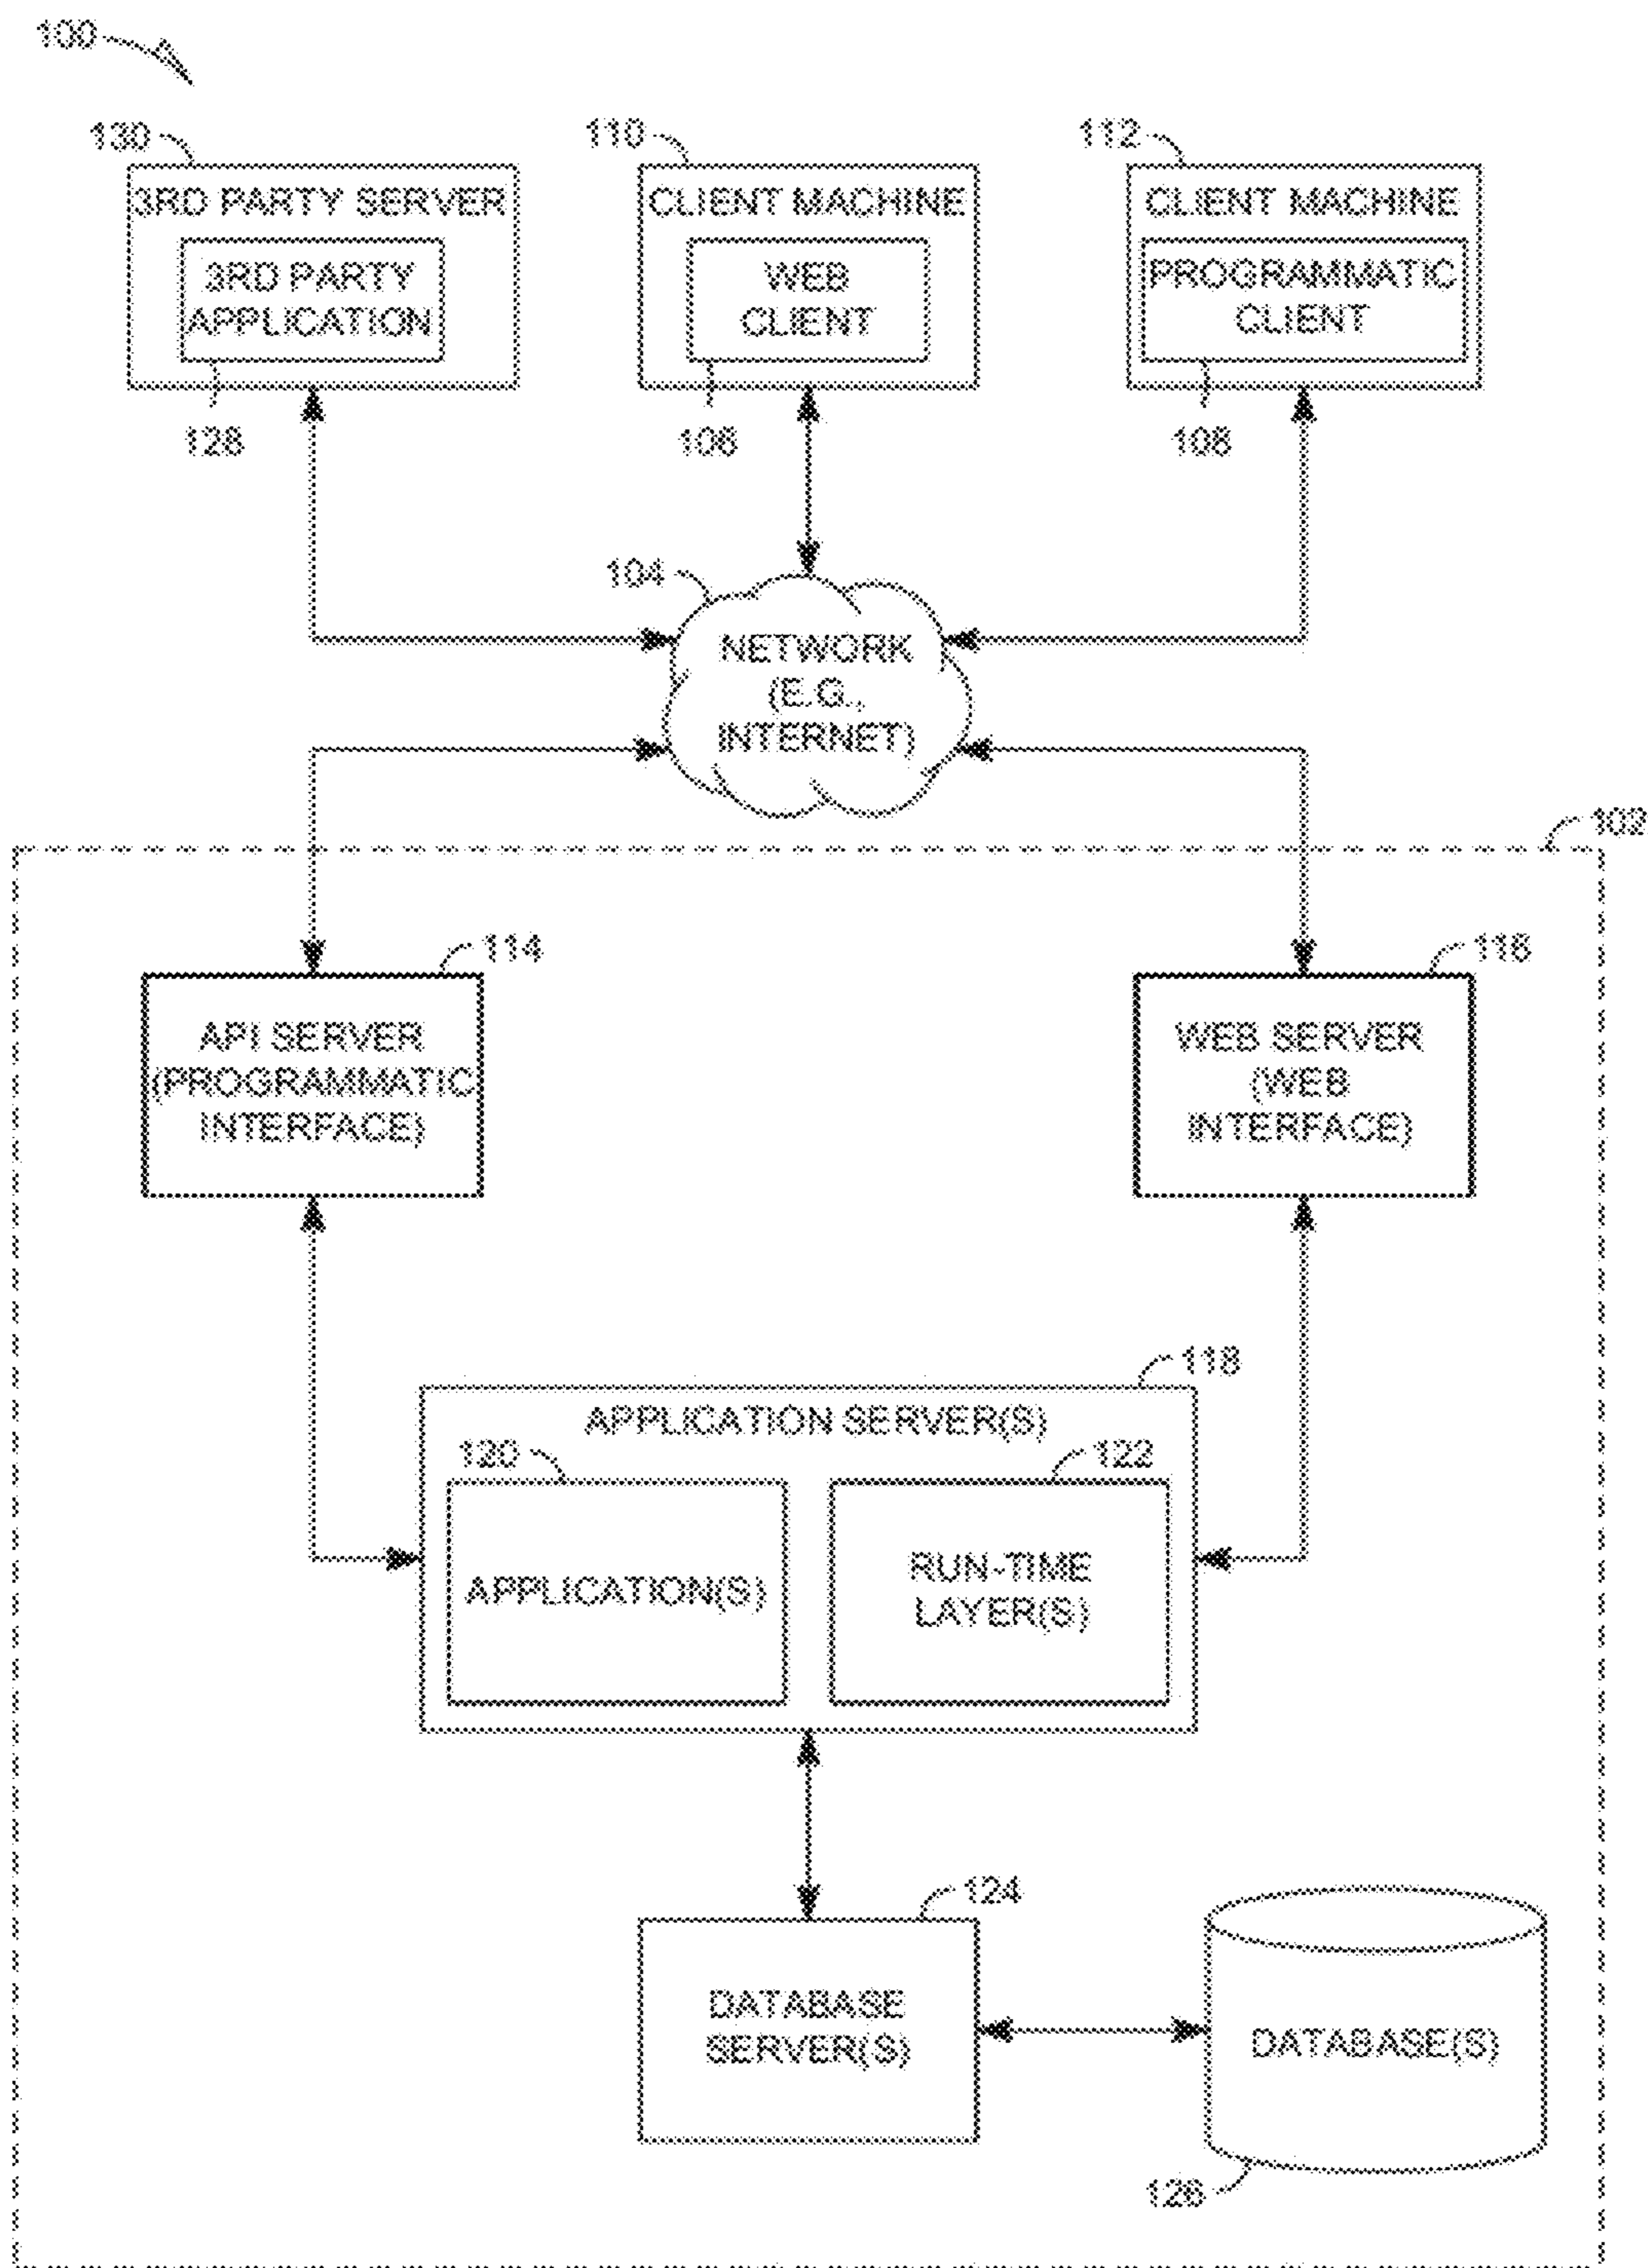 100
130
110
112
3RD PARTY SERVER
CLIENT MACHINE
CLIENT MACHINE
3RD PARTY
APPLICATION
WEB
CLIENT
PROGRAMMATIC
CLIENT
128
106
108
104
NETWORK
(E.G.,
INTERNET)
102
114
116
API SERVER
(PROGRAMMATIC
INTERFACE)
WEB SERVER
(WEB
INTERFACE)
118
APPLICATION SERVER(S)
120
122
APPLICATION(S)
RUN-TIME
LAYER(S)
124
DATABASE
SERVER(S)
DATABASE(S)
126